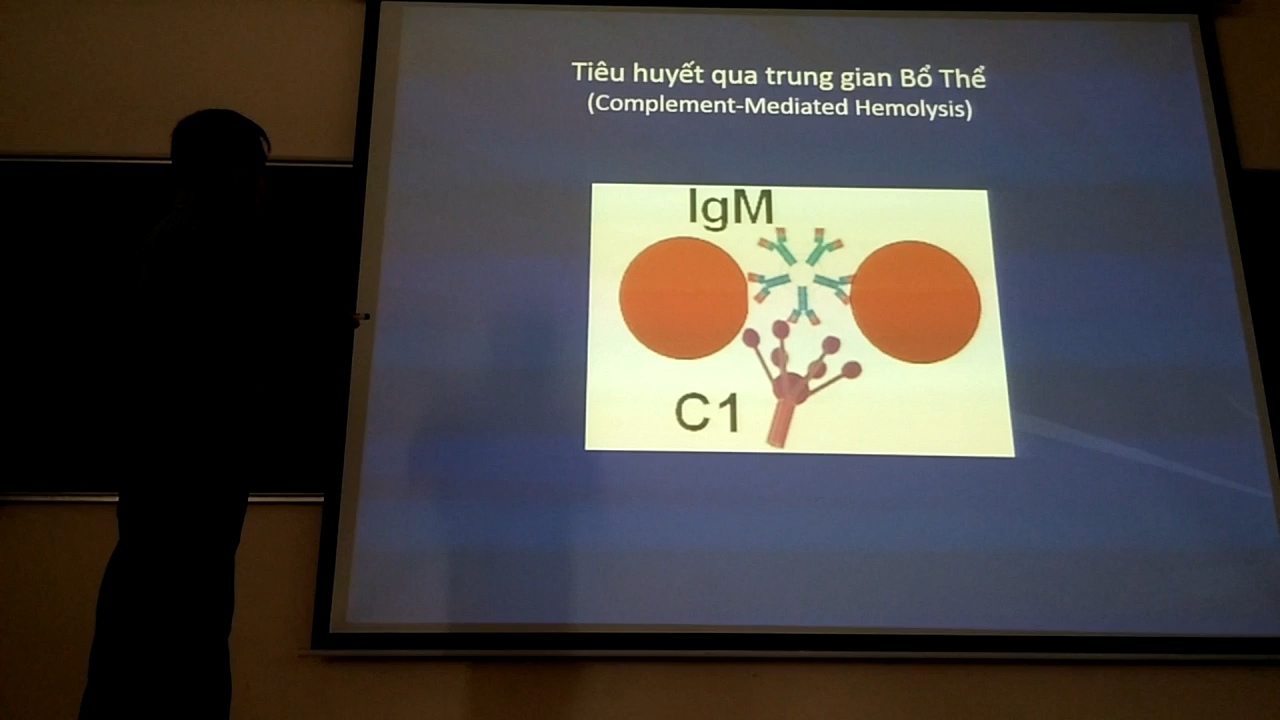 Tiêu huyết qua trung gian Bổ Thể
(Complement-Mediated Hemolysis)
IgM
C1